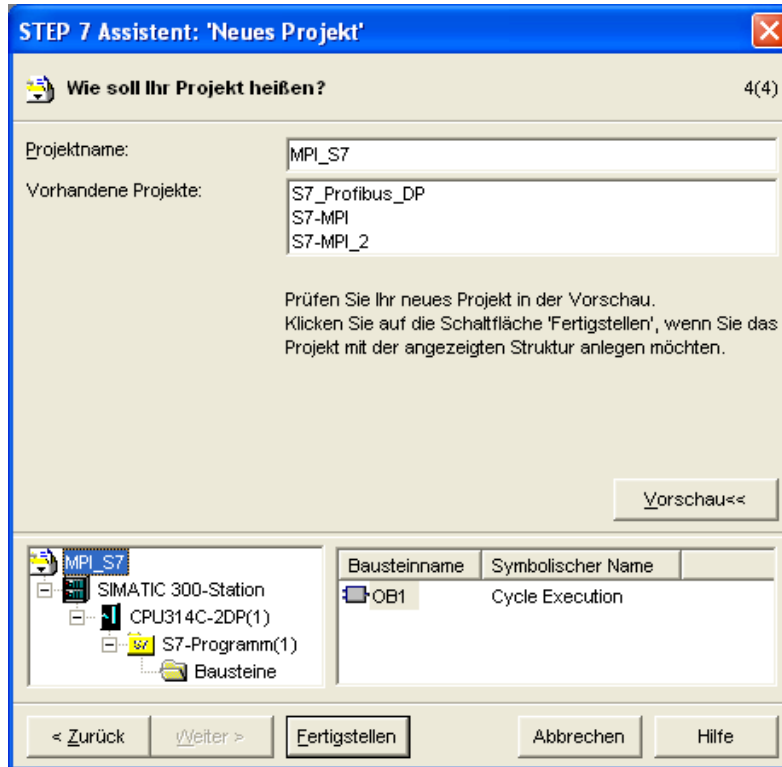 STEP 7 Assistent: 'Neues Projekt'
Wie soll Ihr Projekt heißen? 4(4)
Projektname: MPI_S7
Vorhandene Projekte: S7_Profibus_DP
S7-MPI
S7-MPI_2
Prüfen Sie Ihr neues Projekt in der Vorschau.
Klicken Sie auf die Schaltfläche 'Fertigstellen', wenn Sie das
Projekt mit der angezeigten Struktur anlegen möchten.
Vorschau<<
MPI_S7
SIMATIC 300-Station
CPU314C-2DP(1)
S7-Programm(1)
Bausteine
Bausteinname Symbolischer Name
OB1 Cycle Execution
< Zurück Weiter > Fertigstellen Abbrechen Hilfe